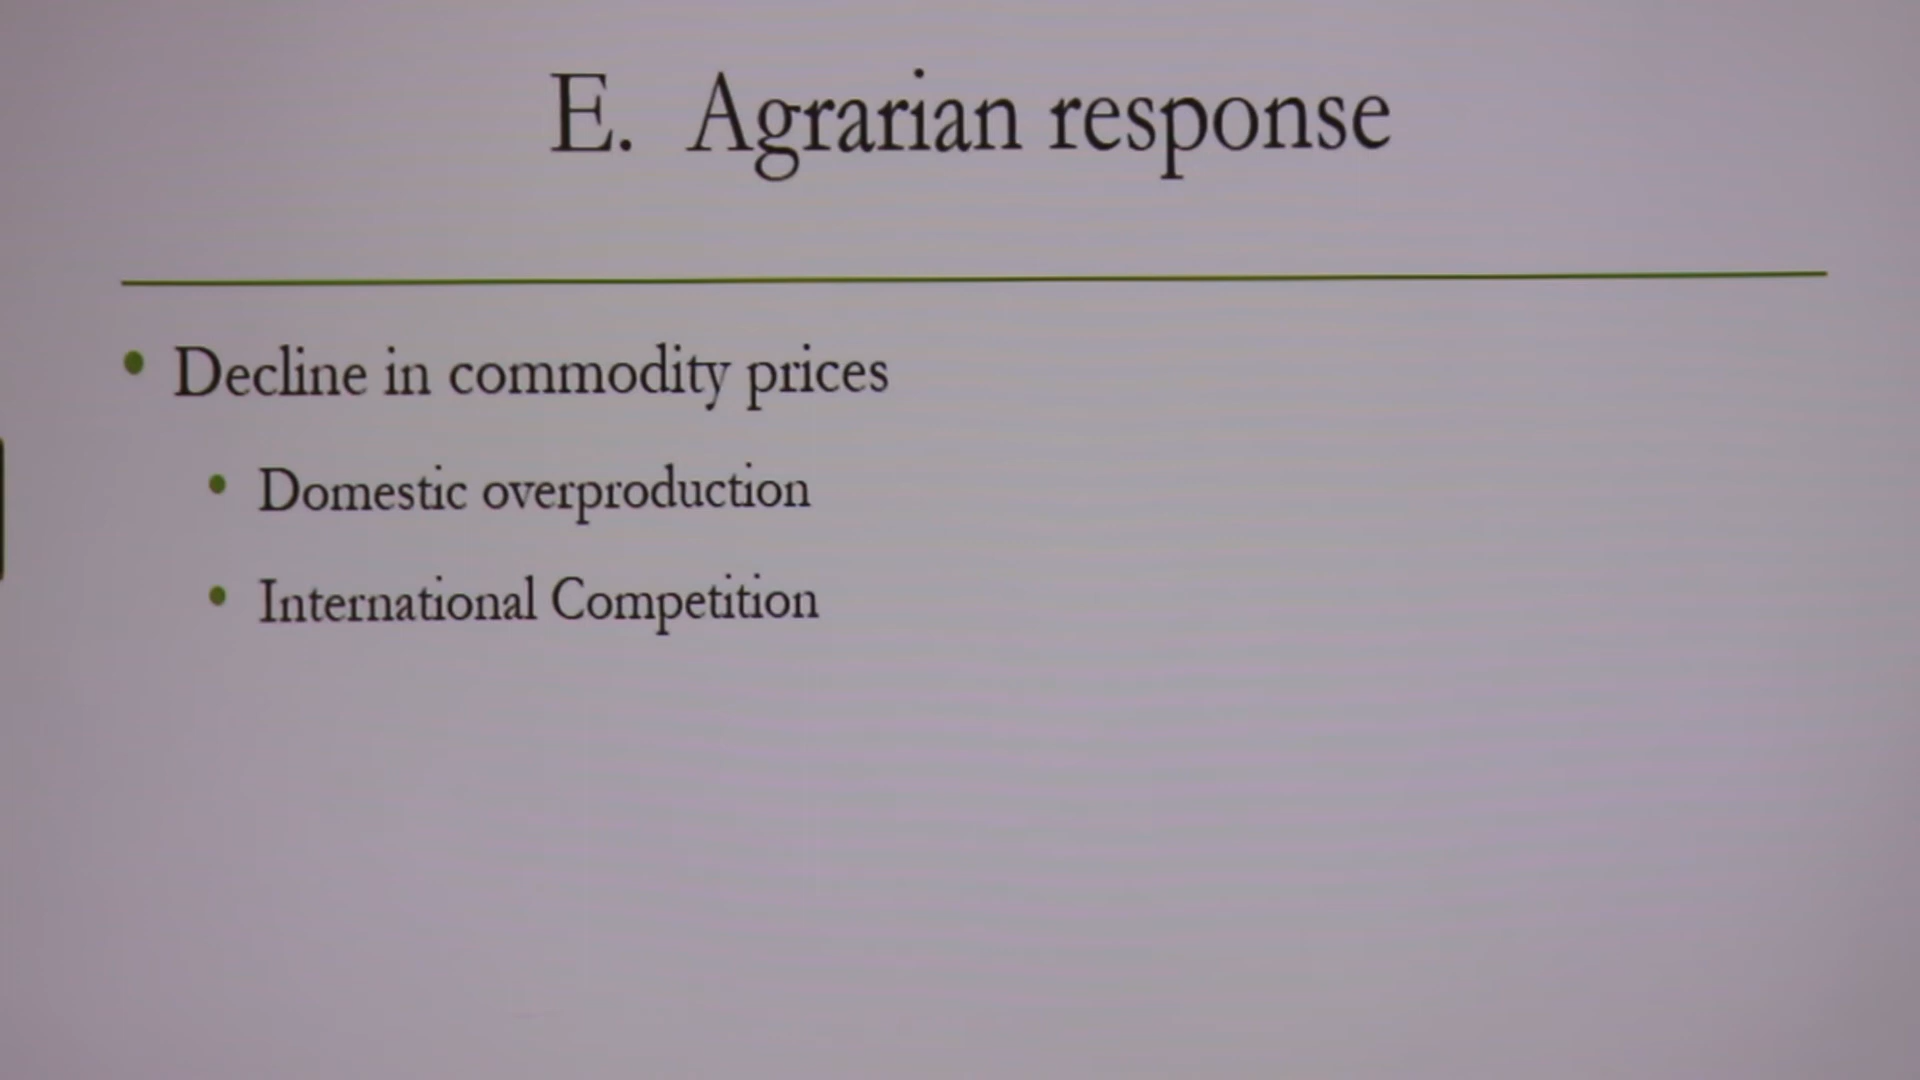 E. Agrarian response
• Decline in commodity prices
• Domestic overproduction
• International Competition